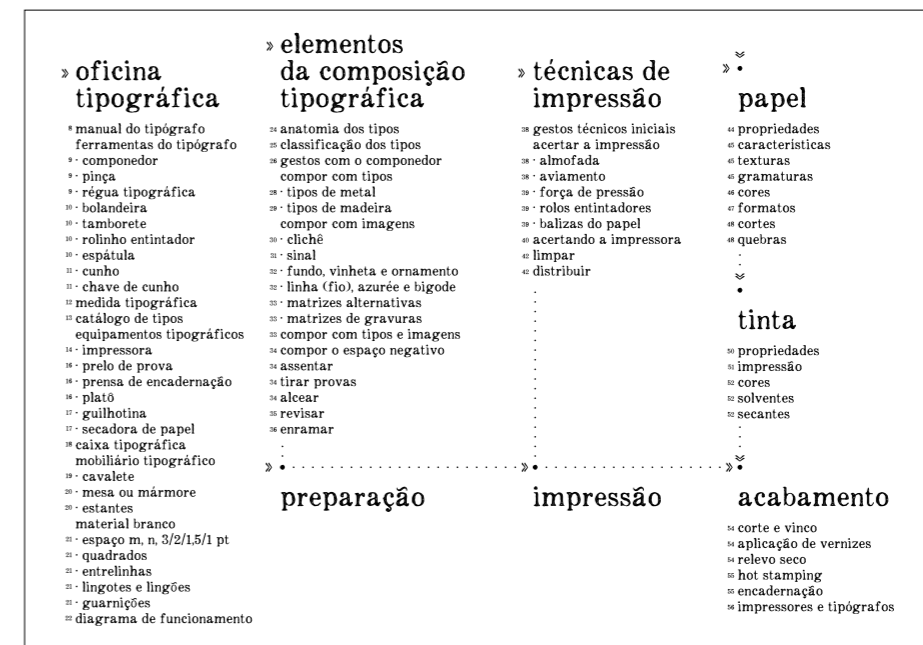 » oficina
tipográfica
8 manual do tipógrafo
ferramentas do tipógrafo
9 · componedor
9 · pinça
9 · régua tipográfica
10 · bolandeira
10 · tamborete
10 · rolinho entintador
10 · espátula
11 · cunho
11 · chave de cunho
12 medida tipográfica
13 catálogo de tipos
equipamentos tipográficos
14 · impressora
16 · prelo de prova
16 · prensa de encadernação
16 · platô
17 · guilhotina
17 · secadora de papel
18 caixa tipográfica
mobiliário tipográfico
19 · cavalete
20 · mesa ou mármore
20 · estantes
material branco
21 · espaço m, n, 3/2/1,5/1 pt
21 · quadrados
21 · entrelinhas
21 · lingotes e lingões
21 · guarnições
22 diagrama de funcionamento
» elementos
da composição
tipográfica
24 anatomia dos tipos
25 classificação dos tipos
26 gestos com o componedor
compor com tipos
28 · tipos de metal
29 · tipos de madeira
compor com imagens
30 · clichê
31 · sinal
32 · fundo, vinheta e ornamento
32 · linha (fio), azurée e bigode
33 · matrizes alternativas
33 · matrizes de gravuras
33 compor com tipos e imagens
34 compor o espaço negativo
34 assentar
34 tirar provas
34 alcear
35 revisar
36 enramar
preparação
» técnicas de
impressão
38 gestos técnicos iniciais
acertar a impressão
38 · almofada
38 · aviamento
39 · força de pressão
39 · rolos entintadores
39 · balizas do papel
40 acertando a impressora
42 limpar
42 distribuir
impressão
papel
44 propriedades
45 características
45 texturas
45 gramaturas
46 cores
47 formatos
48 cortes
48 quebras
tinta
50 propriedades
51 impressão
52 cores
52 solventes
52 secantes
acabamento
54 corte e vinco
54 aplicação de vernizes
54 relevo seco
55 hot stamping
55 encadernação
56 impressores e tipógrafos